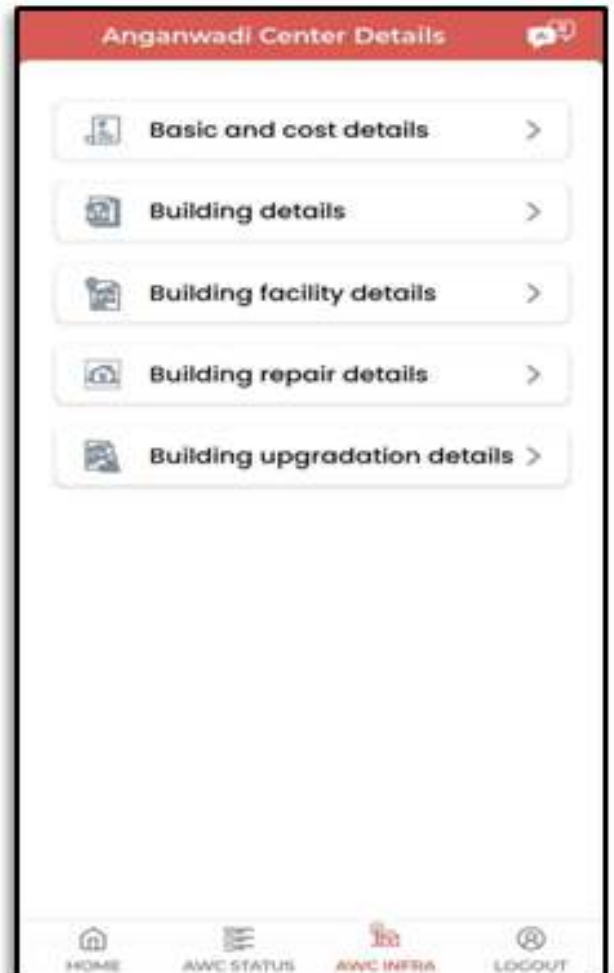 Anganwadi Center Details
Basic and cost details
Building details
Building facility details
Building repair details
Building upgradation details
HOME
AWC STATUS
AWC INFRA
LOGOUT